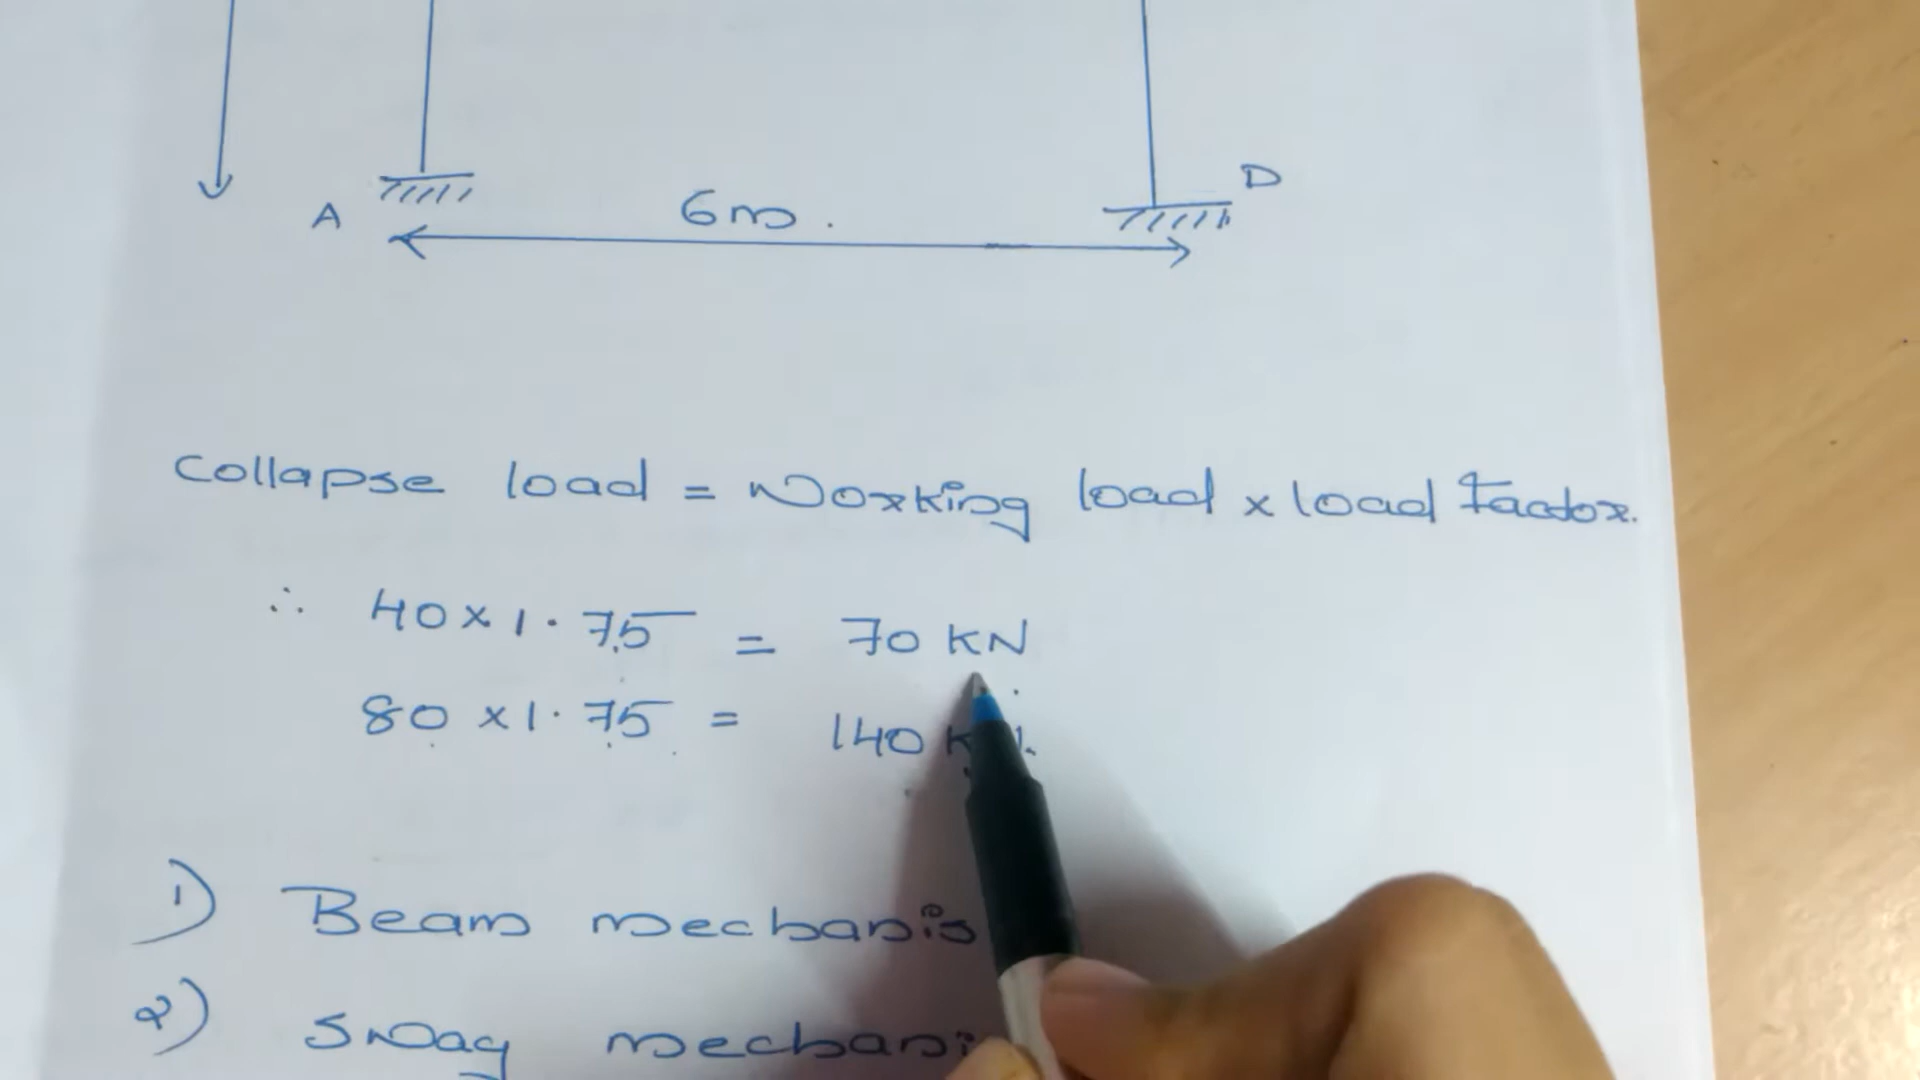 A 6m. D
Collapse load = Working load x load factor.
∴ 40 x 1.75 = 70 KN
80 x 1.75 = 140
1) Beam
2) Sway